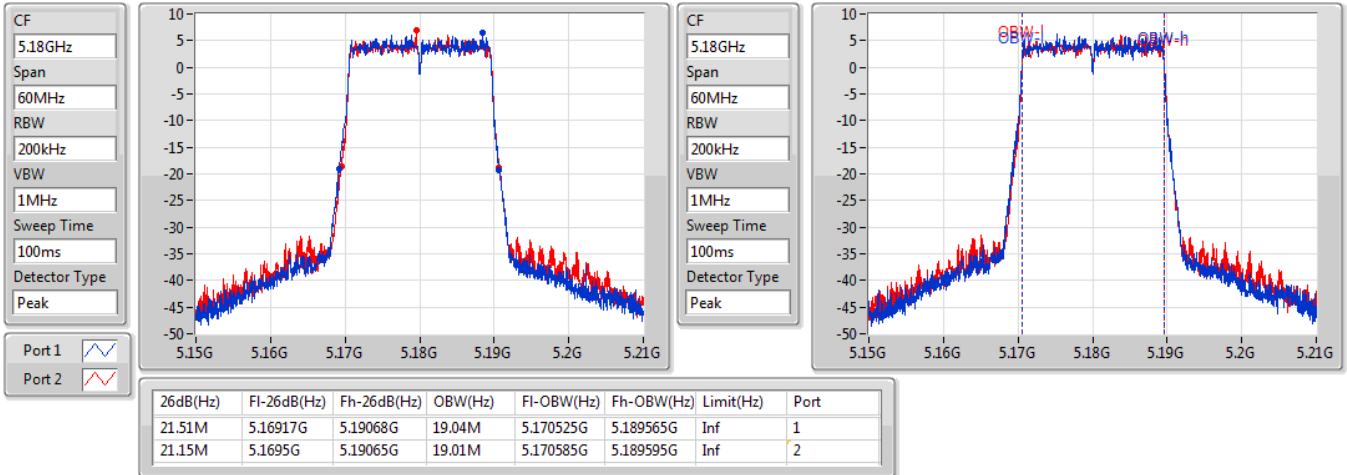 CF
5.18GHz
Span
60MHz
RBW
200kHz
VBW
1MHz
Sweep Time
100ms
Detector Type
Peak
Port 1
Port 2
10
5
0
-5
-10
-15
-20
-25
-30
-35
-40
-45
-50
5.15G 5.16G 5.17G 5.18G 5.19G 5.2G 5.21G
CF
5.18GHz
Span
60MHz
RBW
200kHz
VBW
1MHz
Sweep Time
100ms
Detector Type
Peak
10
5
0
-5
-10
-15
-20
-25
-30
-35
-40
-45
-50
OBW-l OBW-h
OBW-l OBW-h
5.15G 5.16G 5.17G 5.18G 5.19G 5.2G 5.21G
26dB(Hz) Fl-26dB(Hz) Fh-26dB(Hz) OBW(Hz) Fl-OBW(Hz) Fh-OBW(Hz) Limit(Hz) Port
21.51M 5.16917G 5.19068G 19.04M 5.170525G 5.189565G Inf 1
21.15M 5.1695G 5.19065G 19.01M 5.170585G 5.189595G Inf 2